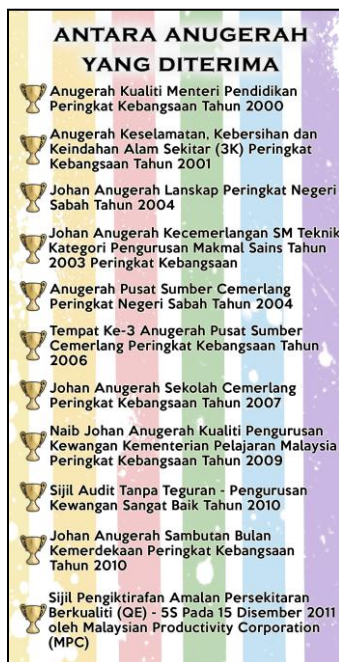 ANTARA ANUGERAH
YANG DITERIMA
Anugerah Kualiti Menteri Pendidikan
Peringkat Kebangsaan Tahun 2000
Anugerah Keselamatan, Kebersihan dan
Keindahan Alam Sekitar (3K) Peringkat
Kebangsaan Tahun 2001
Johan Anugerah Lanskap Peringkat Negeri
Sabah Tahun 2004
Johan Anugerah Kecemerlangan SM Teknik
Kategori Pengurusan Makmal Sains Tahun
2003 Peringkat Kebangsaan
Anugerah Pusat Sumber Cemerlang
Peringkat Negeri Sabah Tahun 2004
Tempat Ke-3 Anugerah Pusat Sumber
Cemerlang Peringkat Kebangsaan Tahun
2006
Johan Anugerah Sekolah Cemerlang
Peringkat Kebangsaan Tahun 2007
Naib Johan Anugerah Kualiti Pengurusan
Kewangan Kementerian Pelajaran Malaysia
Peringkat Kebangsaan Tahun 2009
Sijil Audit Tanpa Teguran - Pengurusan
Kewangan Sangat Baik Tahun 2010
Johan Anugerah Sambutan Bulan
Kemerdekaan Peringkat Kebangsaan
Tahun 2010
Sijil Pengiktirafan Amalan Persekitaran
Berkualiti (QE) - 5S Pada 15 Disember 2011
oleh Malaysian Productivity Corporation
(MPC)